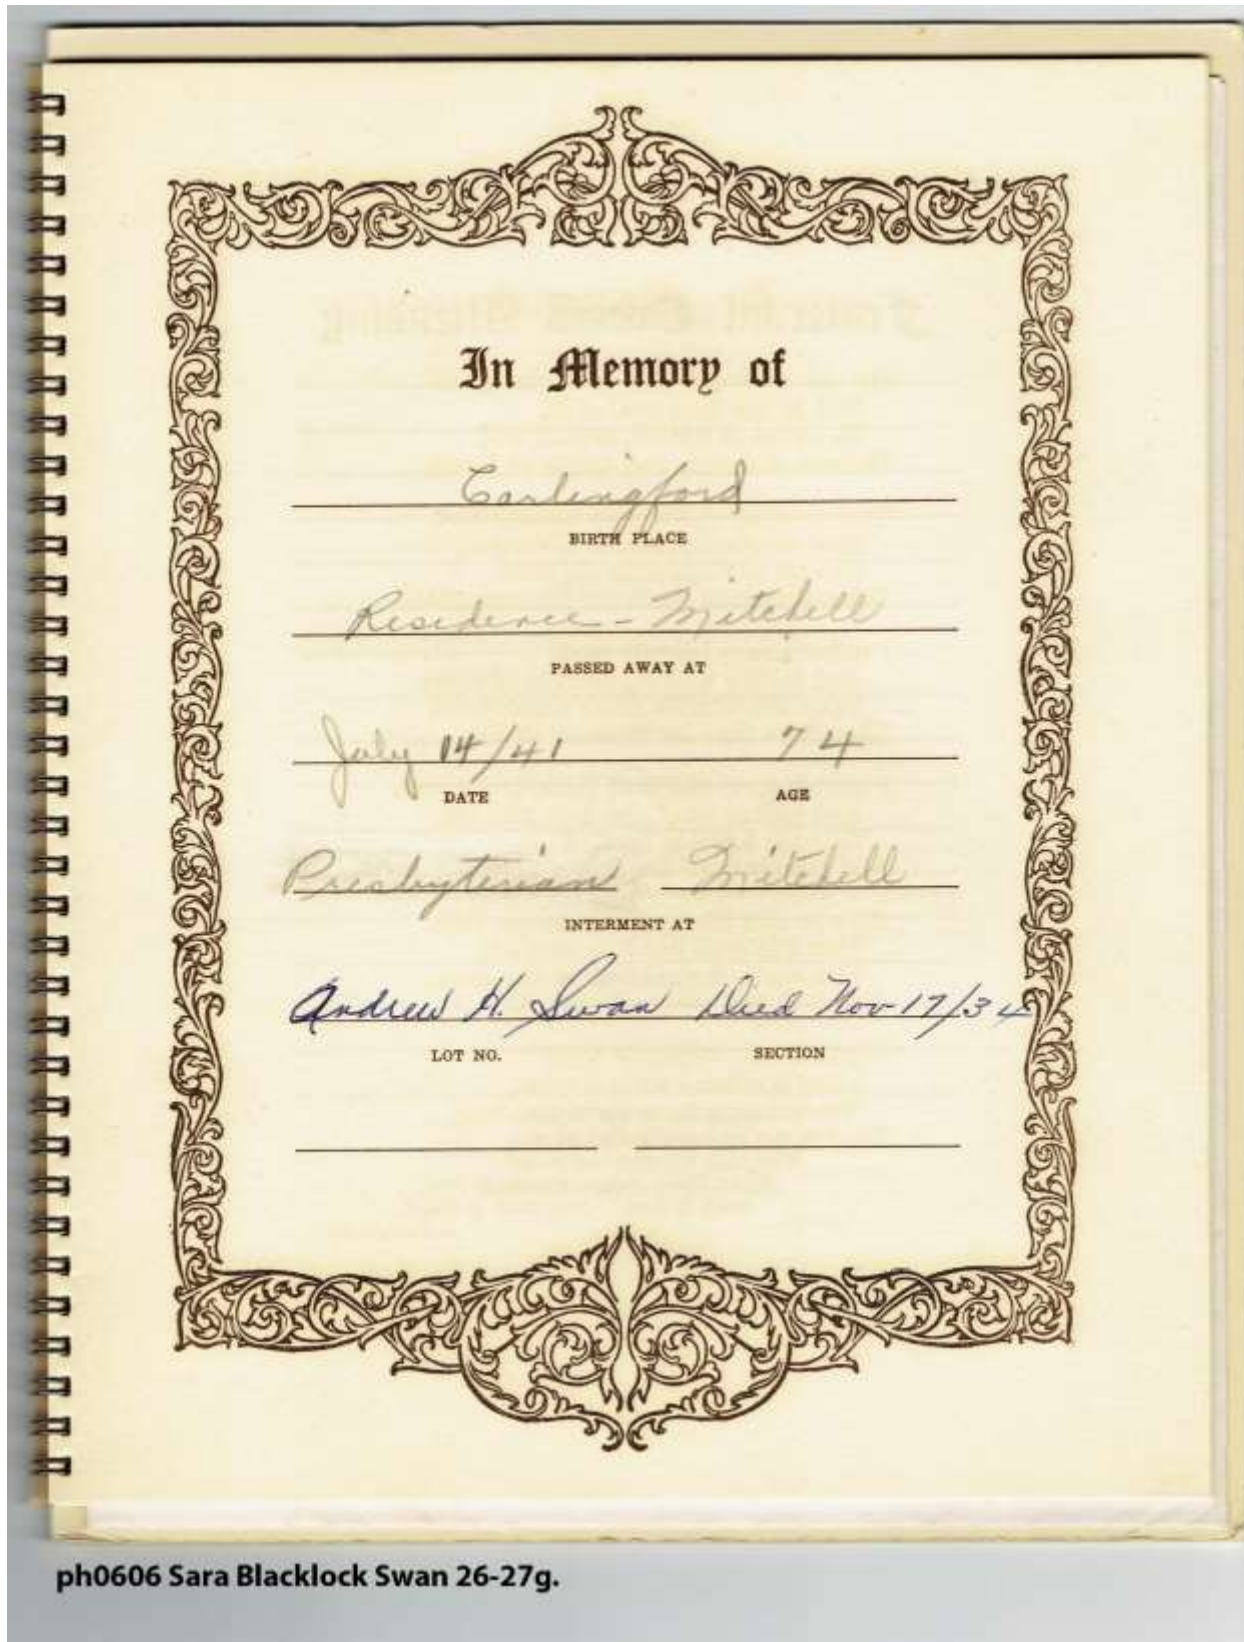 In Memory of
Carlingford
BIRTH PLACE
Residence - Mitchell
PASSED AWAY AT
July 14/41 74
DATE AGE
Presbyterian Mitchell
INTERMENT AT
Andrew H. Swan Died Nov 17/34
LOT NO. SECTION
ph0606 Sara Blacklock Swan 26-27g.